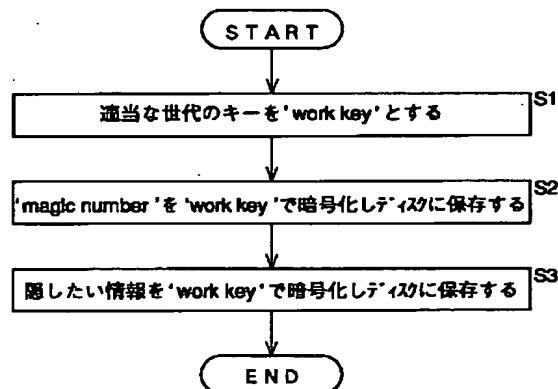 START
S1
適当な世代のキーを'work key'とする
S2
'magic number'を'work key'で暗号化しディスクに保存する
S3
隠したい情報を'work key'で暗号化しディスクに保存する
END